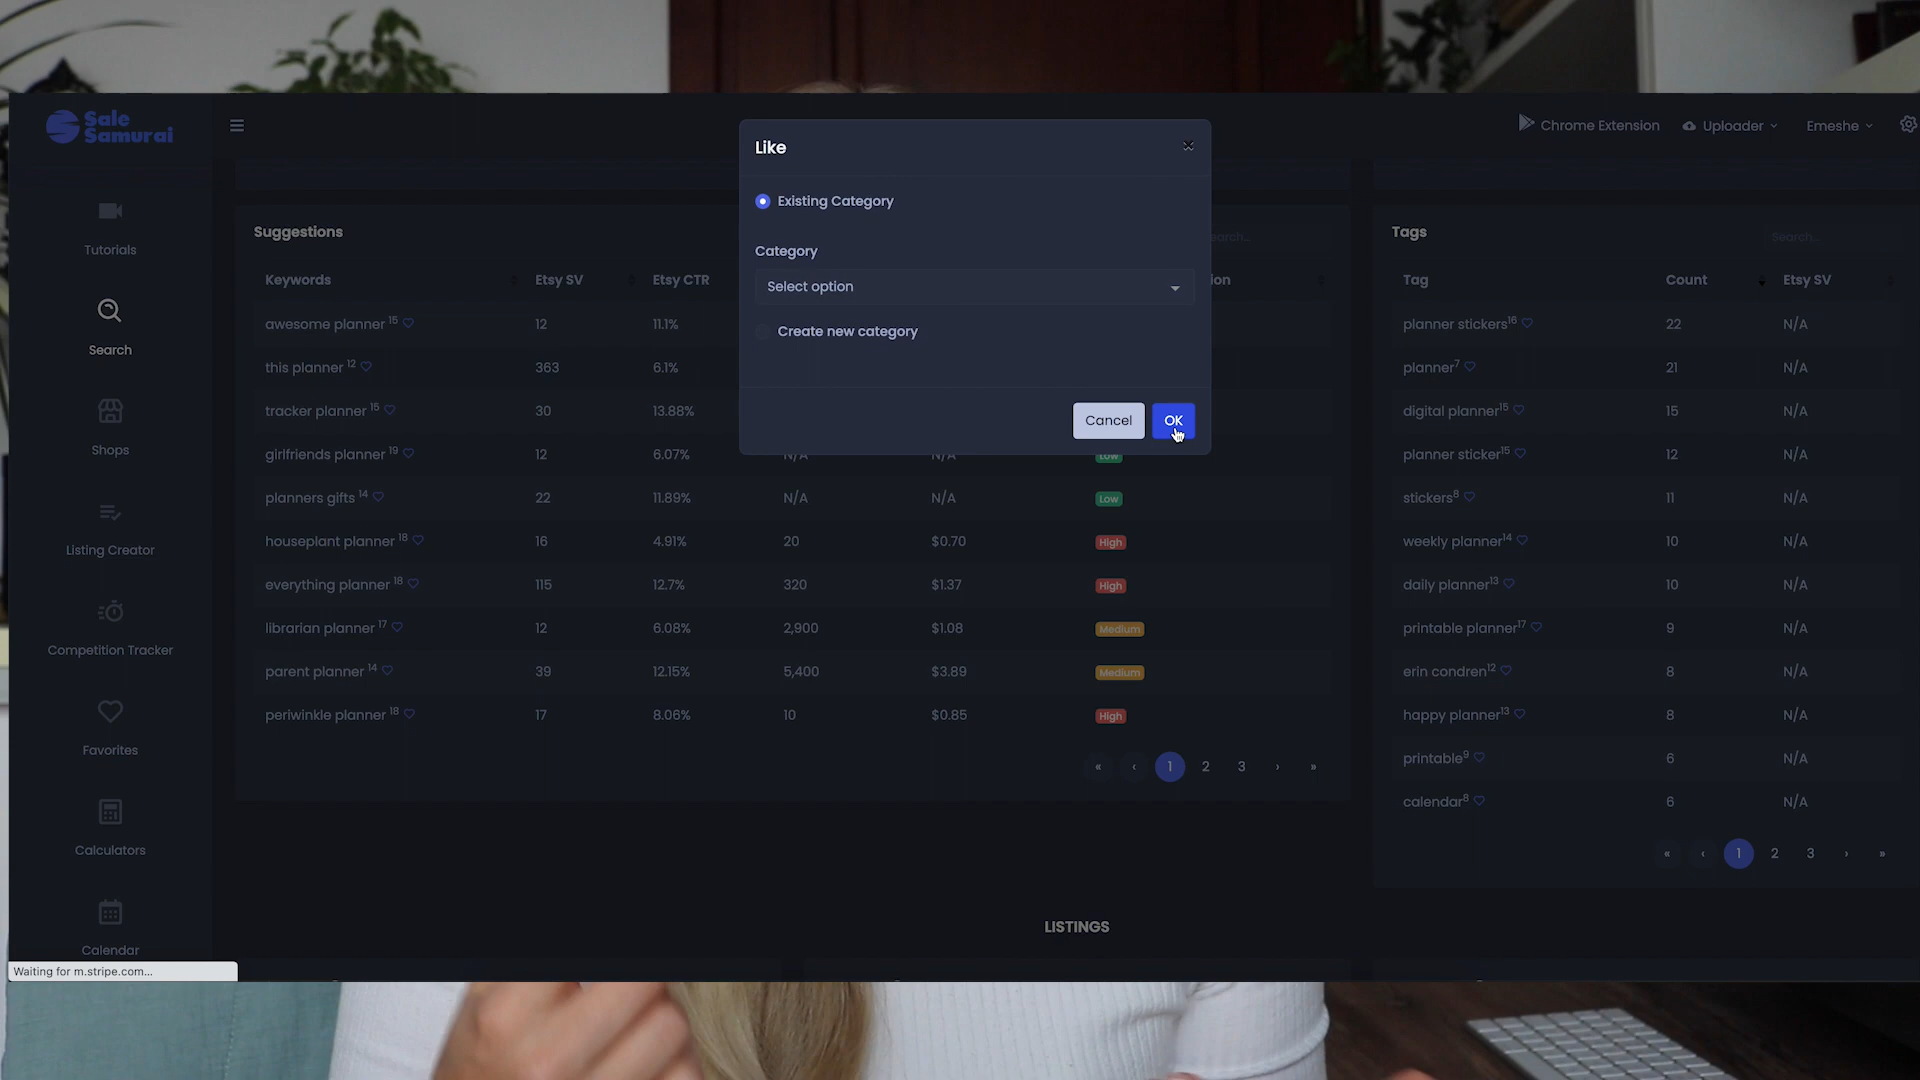 Sale
Samurai
Chrome Extension
Uploader
Emeshe
Like
Existing Category
Category
Select option
Create new category
Cancel
OK
Tutorials
Search
Shops
Listing Creator
Competition Tracker
Favorites
Calculators
Calendar
Waiting for m.stripe.com...
Suggestions
Keywords Etsy SV Etsy CTR
awesome planner 15 12 11.1%
this planner 12 363 6.1%
tracker planner 15 30 13.88%
girlfriends planner 19 12 6.07% N/A N/A Low
planners gifts 14 22 11.89% N/A N/A Low
houseplant planner 18 16 4.91% 20 $0.70 High
everything planner 18 115 12.7% 320 $1.37 High
librarian planner 17 12 6.08% 2,900 $1.08 Medium
parent planner 14 39 12.15% 5,400 $3.89 Medium
periwinkle planner 18 17 8.06% 10 $0.85 High
« ‹ 1 2 3 › »
Tags
Search...
Tag Count Etsy SV
planner stickers16 22 N/A
planner7 21 N/A
digital planner15 15 N/A
planner sticker15 12 N/A
stickers8 11 N/A
weekly planner14 10 N/A
daily planner13 10 N/A
printable planner17 9 N/A
erin condren12 8 N/A
happy planner13 8 N/A
printable9 6 N/A
calendar8 6 N/A
« ‹ 1 2 3 › »
LISTINGS